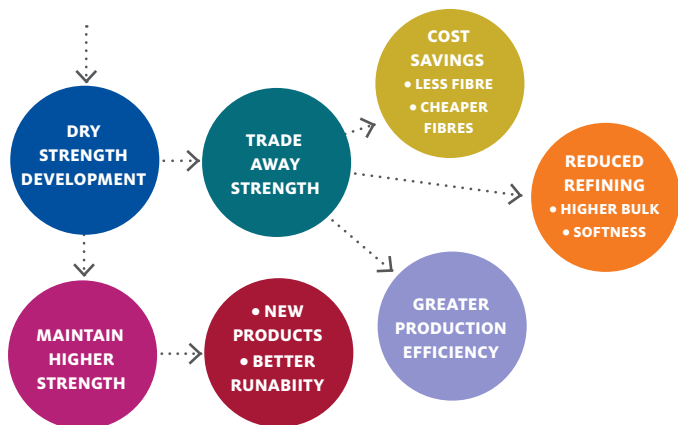 COST
SAVINGS
• LESS FIBRE
• CHEAPER
FIBRES
DRY
STRENGTH
DEVELOPMENT
TRADE
AWAY
STRENGTH
REDUCED
REFINING
• HIGHER BULK
• SOFTNESS
MAINTAIN
HIGHER
STRENGTH
• NEW
PRODUCTS
• BETTER
RUNABIITY
GREATER
PRODUCTION
EFFICIENCY